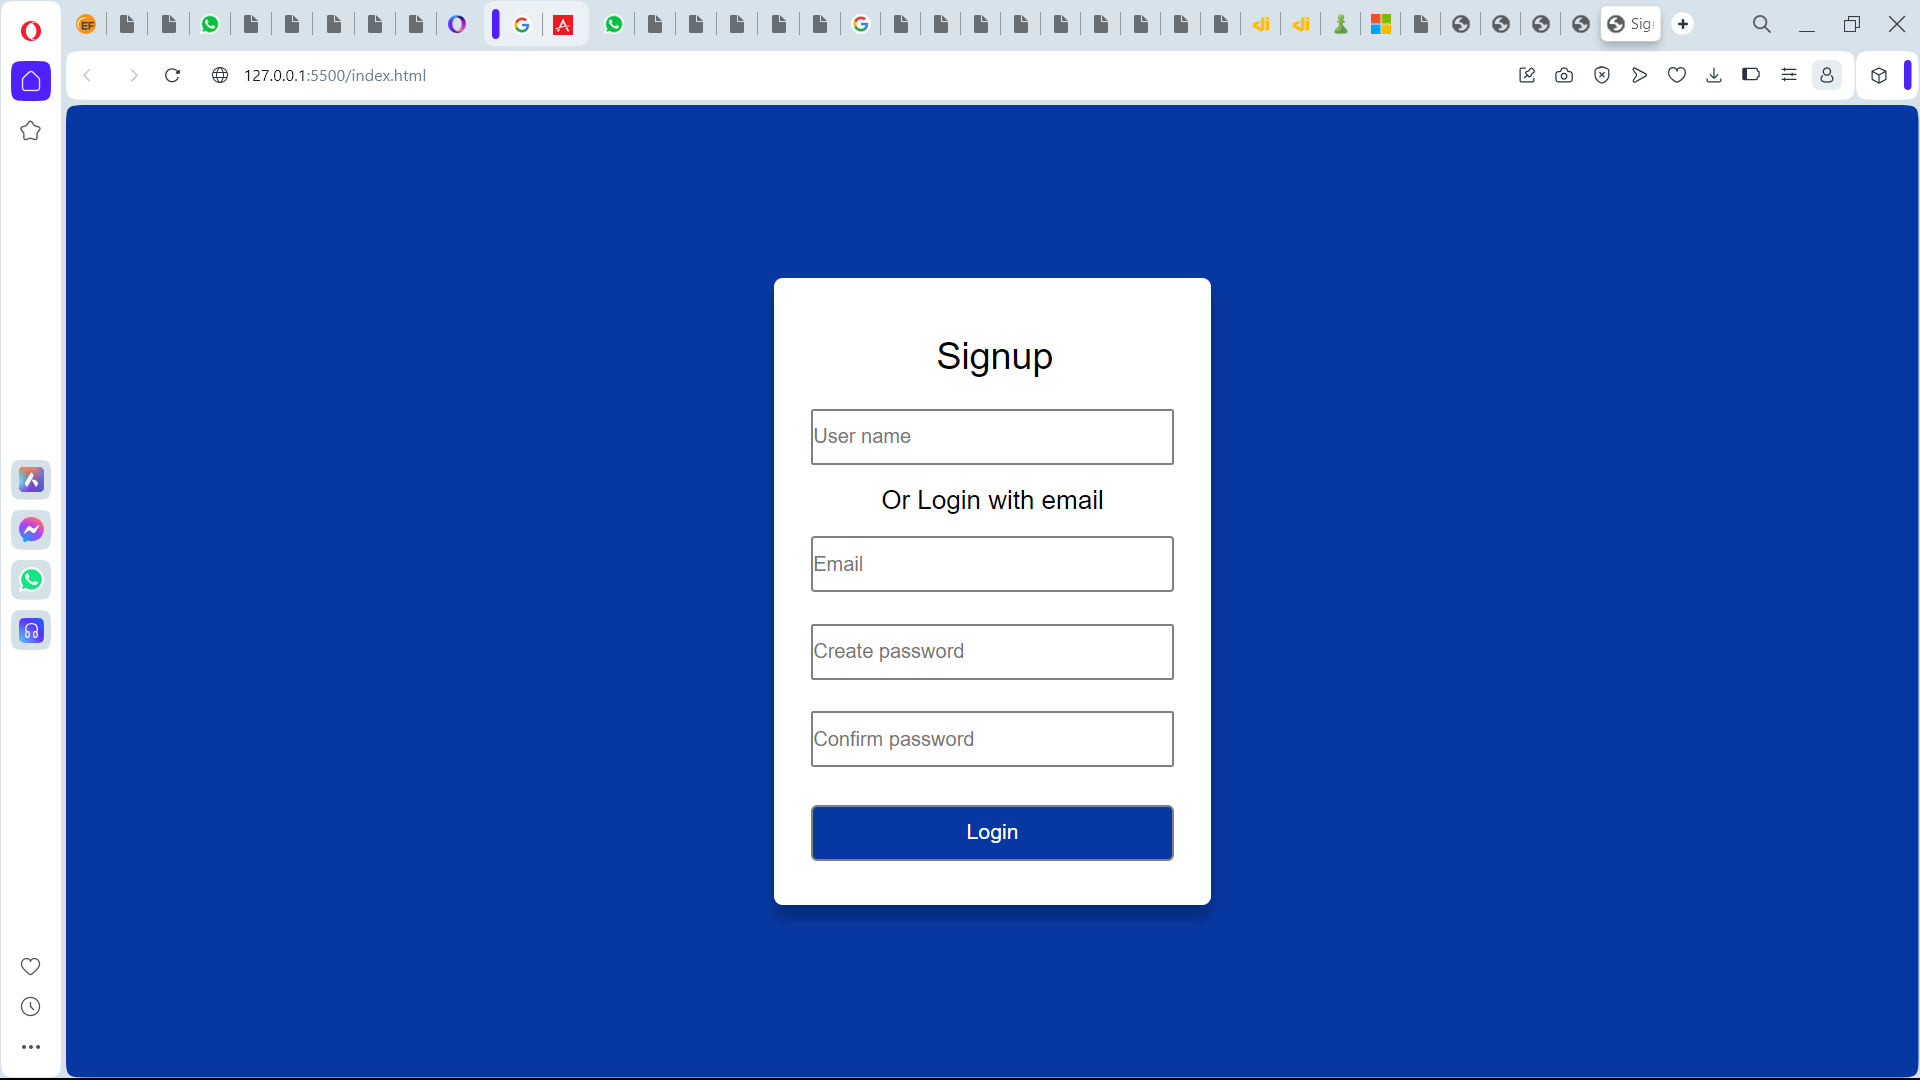 EF
Sig
127.0.0.1:5500/index.html
Signup
User name
Or Login with email
Email
Create password
Confirm password
Login